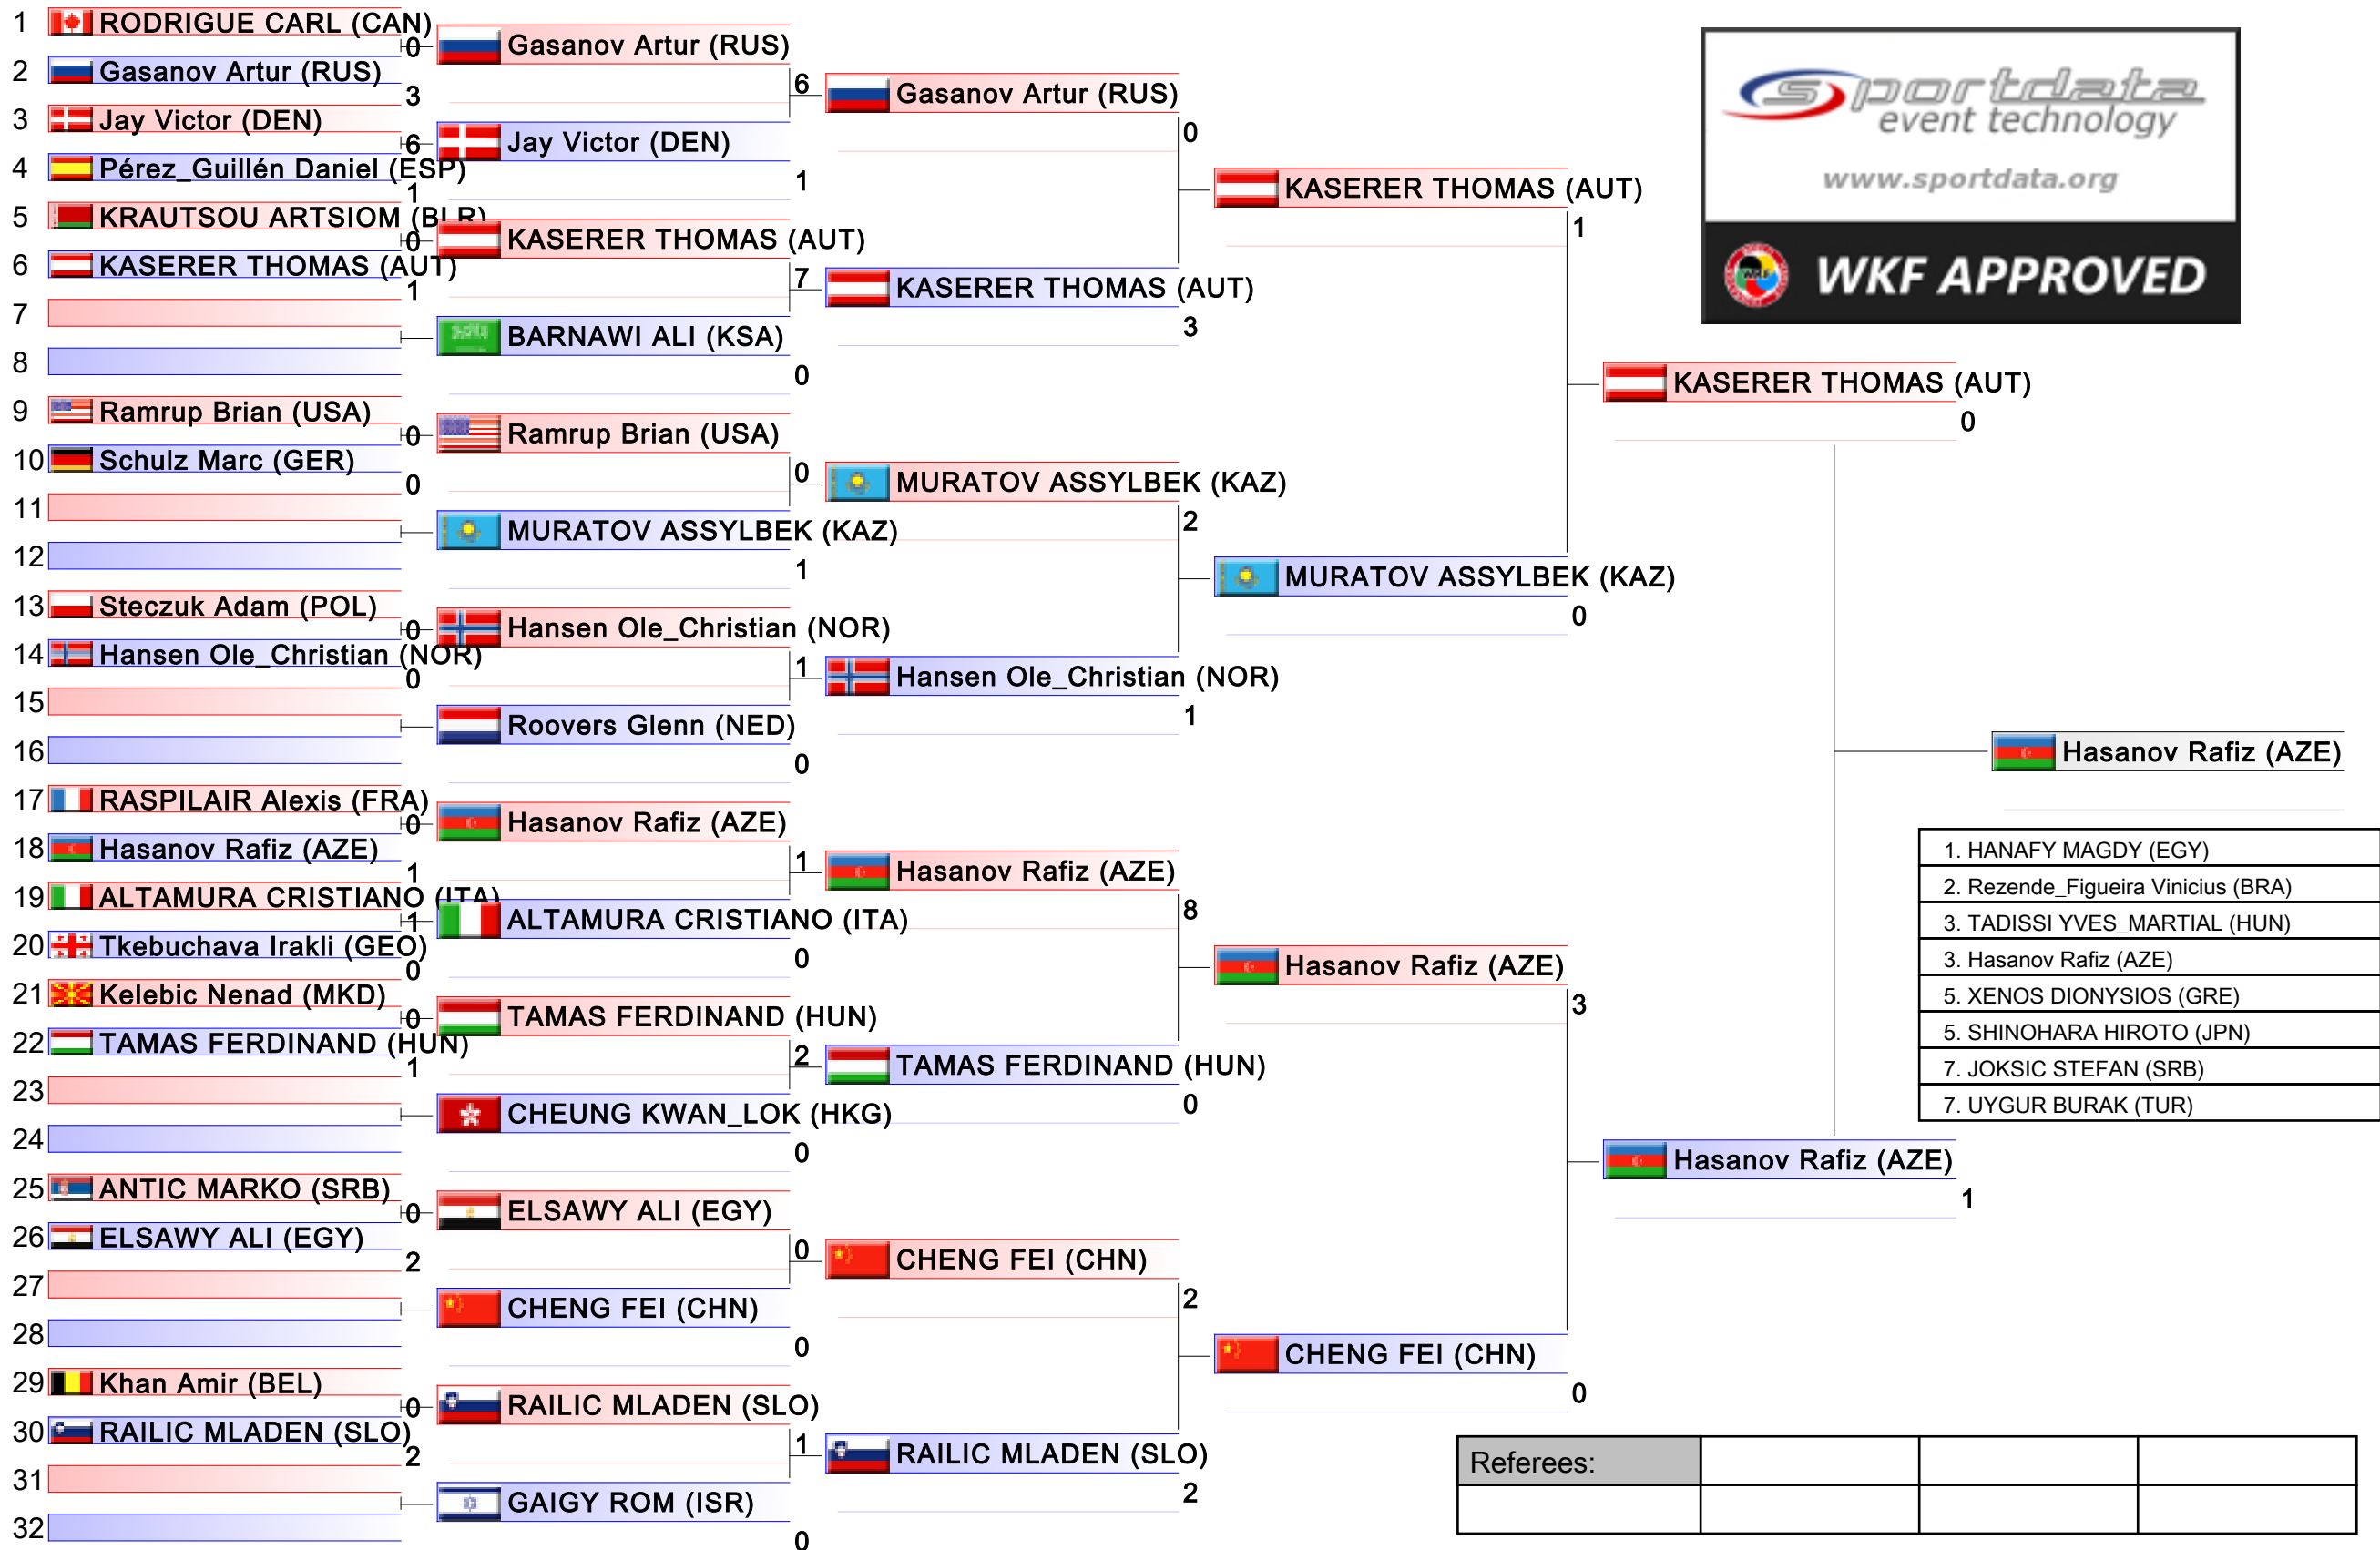 1 RODRIGUE CARL (CAN)
0
2 Gasanov Artur (RUS)
3
3 Jay Victor (DEN)
6
4 Pérez_Guillén Daniel (ESP)
1
5 KRAUTSOU ARTSIOM (BLR)
0
6 KASERER THOMAS (AUT)
1
7
8
9 Ramrup Brian (USA)
0
10 Schulz Marc (GER)
0
11
12
13 Steczuk Adam (POL)
0
14 Hansen Ole_Christian (NOR)
0
15
16
17 RASPILAIR Alexis (FRA)
0
18 Hasanov Rafiz (AZE)
1
19 ALTAMURA CRISTIANO (ITA)
1
20 Tkebuchava Irakli (GEO)
0
21 Kelebic Nenad (MKD)
0
22 TAMAS FERDINAND (HUN)
1
23
24
25 ANTIC MARKO (SRB)
0
26 ELSAWY ALI (EGY)
2
27
28
29 Khan Amir (BEL)
0
30 RAILIC MLADEN (SLO)
2
31
32
Gasanov Artur (RUS)
6
Jay Victor (DEN)
1
KASERER THOMAS (AUT)
7
BARNAWI ALI (KSA)
0
Ramrup Brian (USA)
0
MURATOV ASSYLBEK (KAZ)
1
Hansen Ole_Christian (NOR)
1
Roovers Glenn (NED)
0
Hasanov Rafiz (AZE)
1
ALTAMURA CRISTIANO (ITA)
0
TAMAS FERDINAND (HUN)
2
CHEUNG KWAN_LOK (HKG)
0
ELSAWY ALI (EGY)
0
CHENG FEI (CHN)
0
RAILIC MLADEN (SLO)
1
GAIGY ROM (ISR)
0
Gasanov Artur (RUS)
0
KASERER THOMAS (AUT)
3
MURATOV ASSYLBEK (KAZ)
2
Hansen Ole_Christian (NOR)
1
Hasanov Rafiz (AZE)
8
TAMAS FERDINAND (HUN)
0
CHENG FEI (CHN)
2
RAILIC MLADEN (SLO)
2
KASERER THOMAS (AUT)
1
MURATOV ASSYLBEK (KAZ)
0
Hasanov Rafiz (AZE)
3
CHENG FEI (CHN)
0
KASERER THOMAS (AUT)
0
Hasanov Rafiz (AZE)
1
Hasanov Rafiz (AZE)
sportdata
event technology
www.sportdata.org
WKF
WKF APPROVED
1. HANAFY MAGDY (EGY)
2. Rezende_Figueira Vinicius (BRA)
3. TADISSI YVES_MARTIAL (HUN)
3. Hasanov Rafiz (AZE)
5. XENOS DIONYSIOS (GRE)
5. SHINOHARA HIROTO (JPN)
7. JOKSIC STEFAN (SRB)
7. UYGUR BURAK (TUR)
Referees: